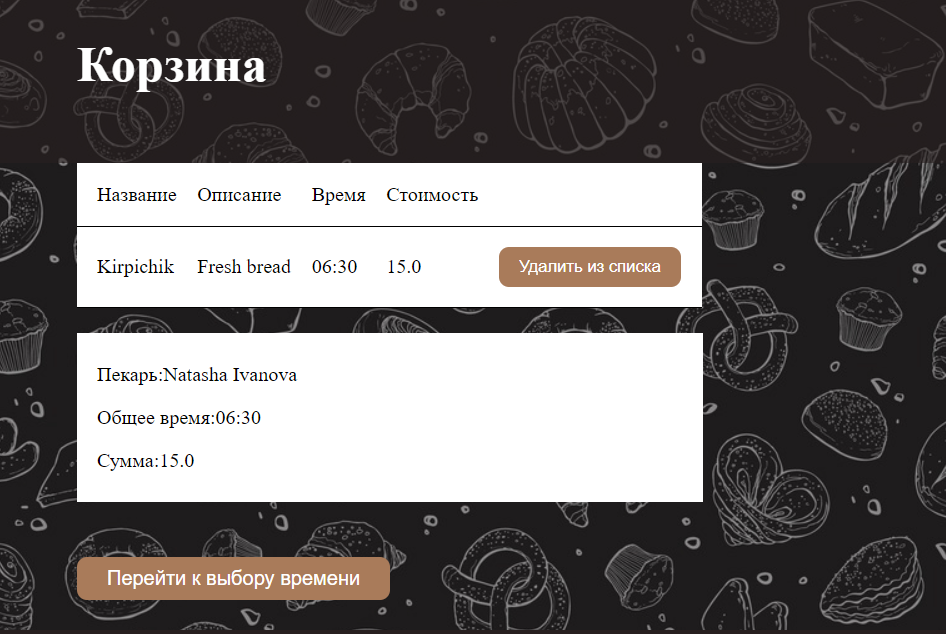 Корзина
Название Описание Время Стоимость
Kirpichik Fresh bread 06:30 15.0 Удалить из списка
Пекарь:Natasha Ivanova
Общее время:06:30
Сумма:15.0
Перейти к выбору времени